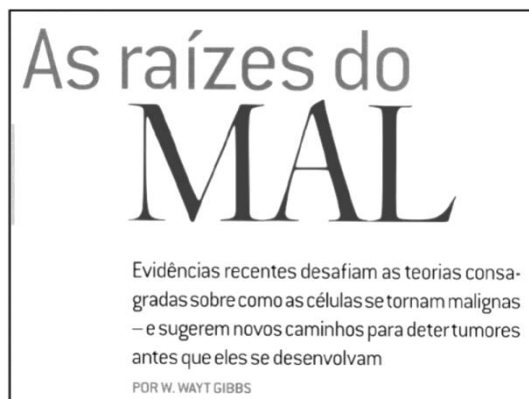 As raízes do
MAL
Evidências recentes desafiam as teorias consa-
gradas sobre como as células se tornam malignas
– e sugerem novos caminhos para deter tumores
antes que eles se desenvolvam
POR W. WAYT GIBBS